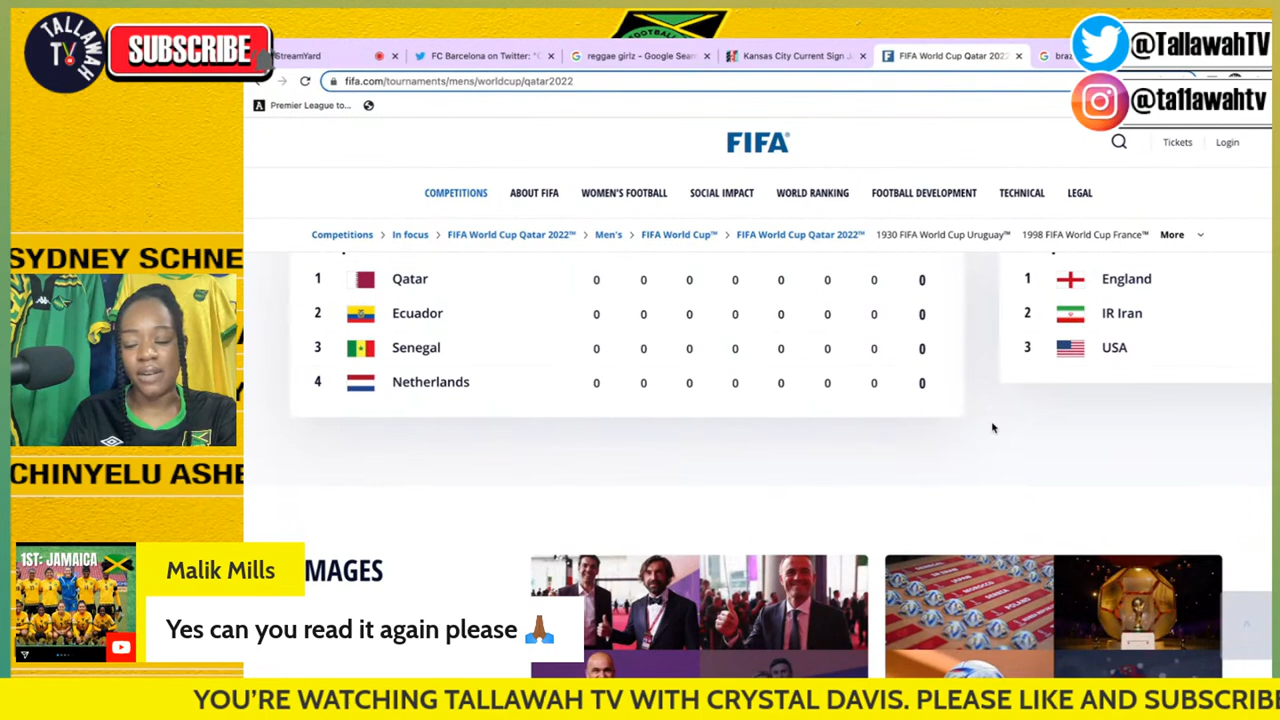 TALLAWAH
TV
SUBSCRIBE
StreamYard
FC Barcelona on Twitter: "C
reggae girlz - Google Sear
Kansas City Current Sign J
FIFA World Cup Qatar 202
fifa.com/tournaments/mens/worldcup/qatar2022
Premier League to...
@TallawahTV
@tallawahtv
FIFA
Tickets
Login
COMPETITIONS ABOUT FIFA WOMEN'S FOOTBALL SOCIAL IMPACT WORLD RANKING FOOTBALL DEVELOPMENT TECHNICAL LEGAL
Competitions > In focus > FIFA World Cup Qatar 2022™ > Men's > FIFA World Cup™ > FIFA World Cup Qatar 2022™ 1930 FIFA World Cup Uruguay™ 1998 FIFA World Cup France™ More
1 Qatar 0 0 0 0 0 0 0 0
2 Ecuador 0 0 0 0 0 0 0 0
3 Senegal 0 0 0 0 0 0 0 0
4 Netherlands 0 0 0 0 0 0 0 0
1 England
2 IR Iran
3 USA
SYDNEY SCHNE
CHINYELU ASHE
MAGES
JAPAN
MOROCCO
SERBIA
POLAND
1ST: JAMAICA
Malik Mills
Yes can you read it again please 🙏🏾
YOU'RE WATCHING TALLAWAH TV WITH CRYSTAL DAVIS. PLEASE LIKE AND SUBSCRIBE